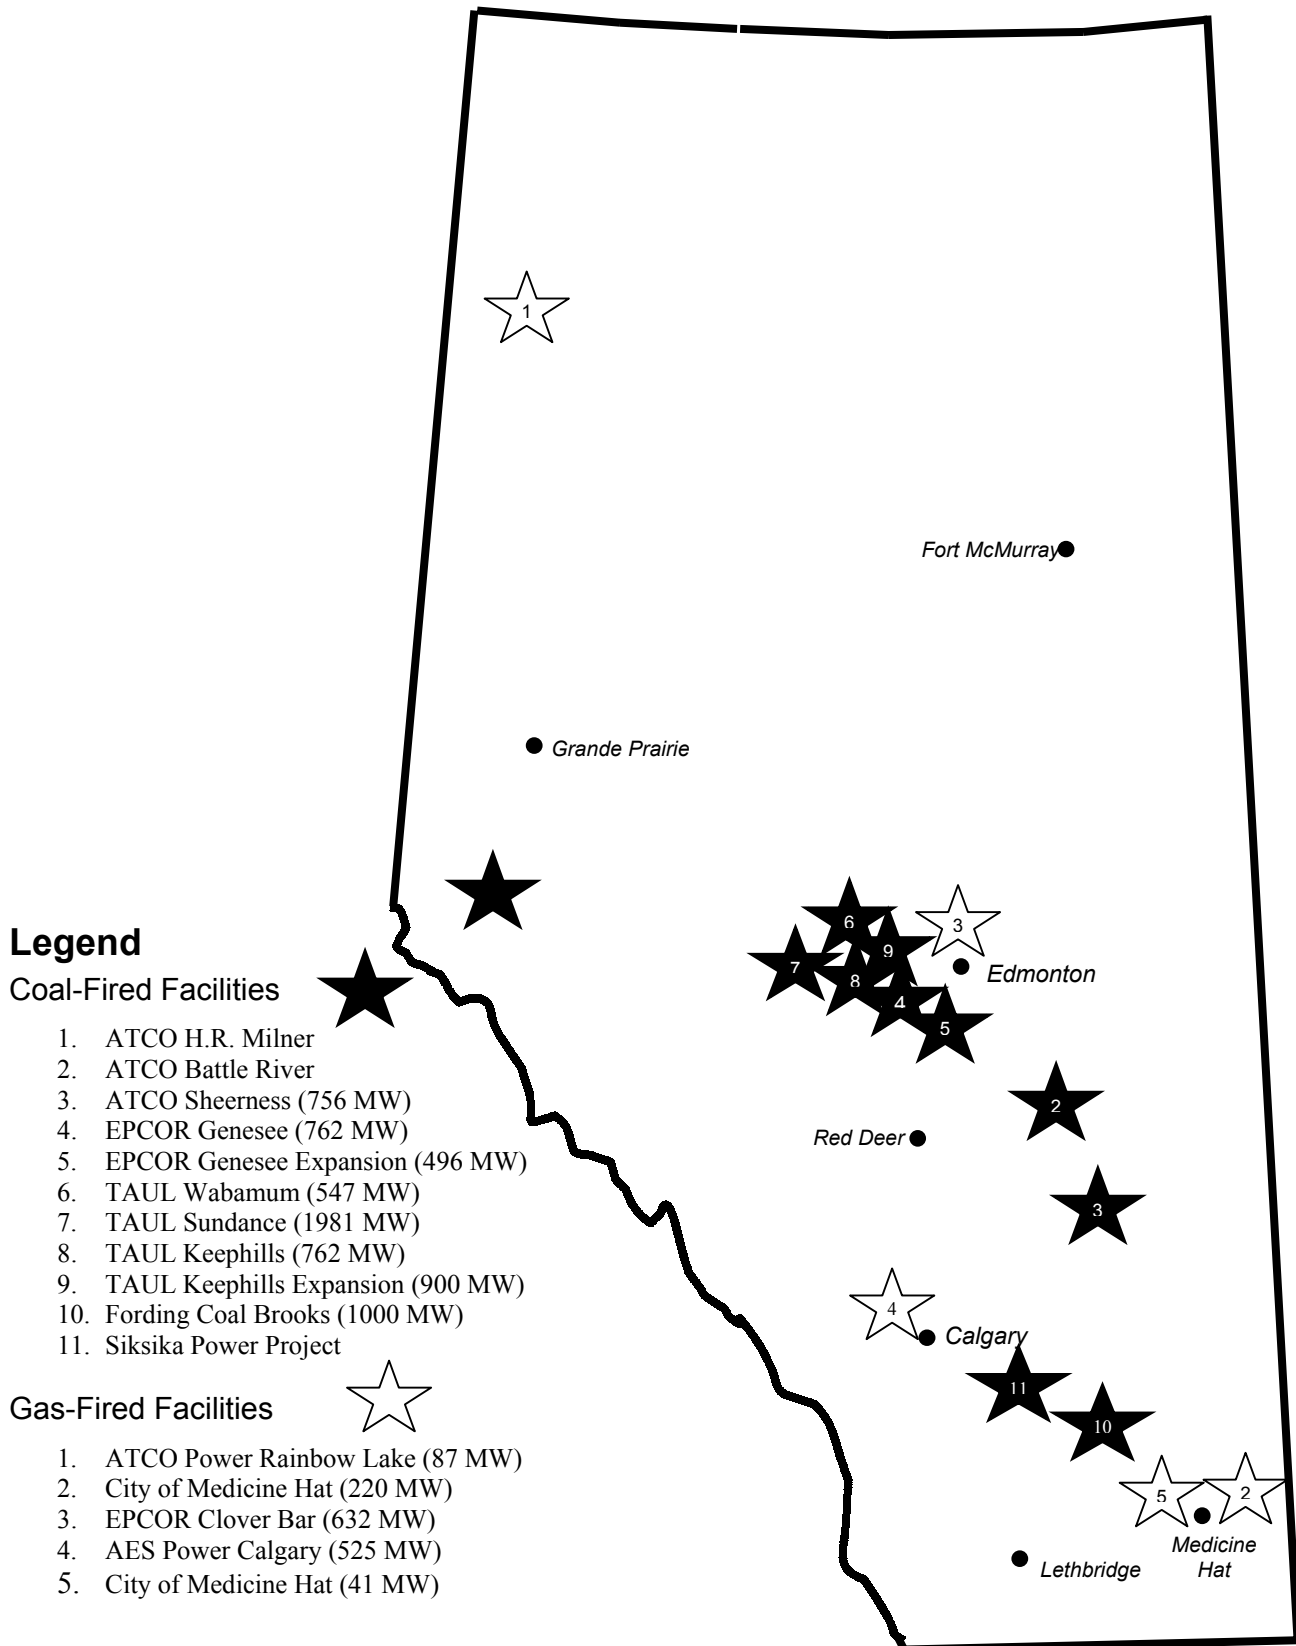 1
Fort McMurray
Grande Prairie
6
3
9
7
8
Edmonton
4
5
2
Red Deer
3
4
Calgary
11
10
5
2
Medicine
Hat
Lethbridge
Legend
Coal-Fired Facilities
1. ATCO H.R. Milner
2. ATCO Battle River
3. ATCO Sheerness (756 MW)
4. EPCOR Genesee (762 MW)
5. EPCOR Genesee Expansion (496 MW)
6. TAUL Wabamum (547 MW)
7. TAUL Sundance (1981 MW)
8. TAUL Keephills (762 MW)
9. TAUL Keephills Expansion (900 MW)
10. Fording Coal Brooks (1000 MW)
11. Siksika Power Project
Gas-Fired Facilities
1. ATCO Power Rainbow Lake (87 MW)
2. City of Medicine Hat (220 MW)
3. EPCOR Clover Bar (632 MW)
4. AES Power Calgary (525 MW)
5. City of Medicine Hat (41 MW)